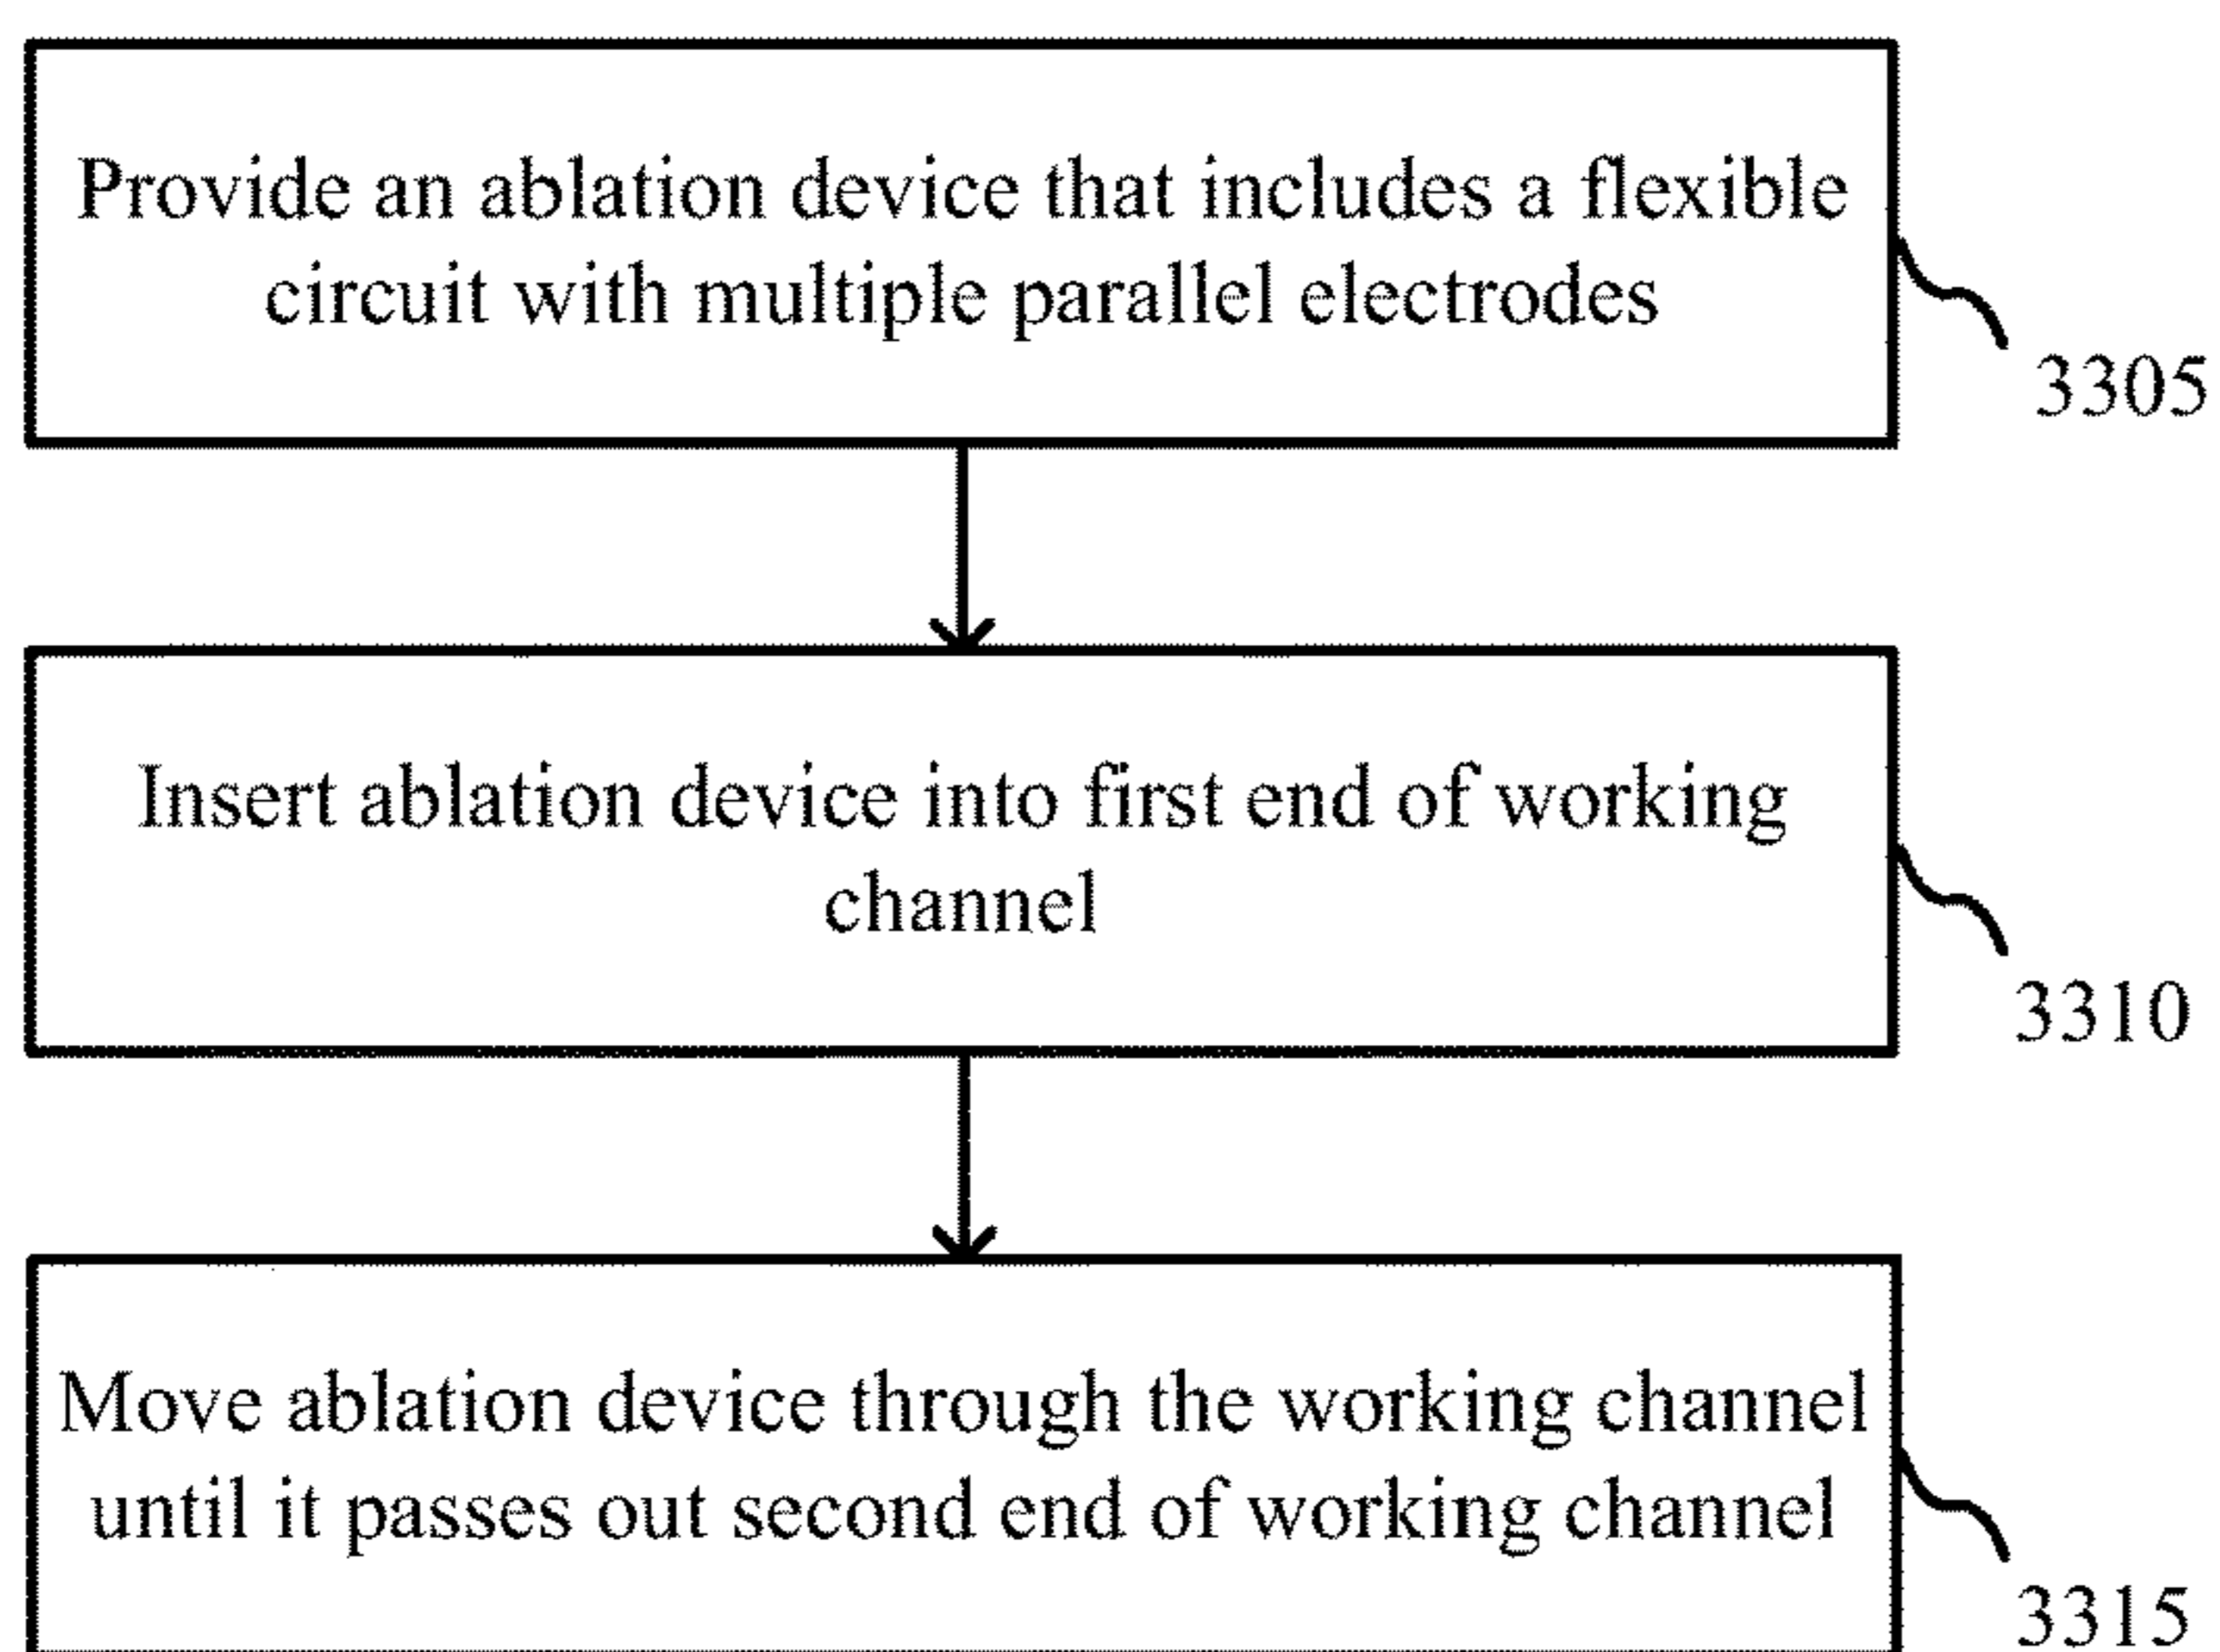 Provide an ablation device that includes a flexible
circuit with multiple parallel electrodes
3305
Insert ablation device into first end of working
channel
3310
Move ablation device through the working channel
until it passes out second end of working channel
3315